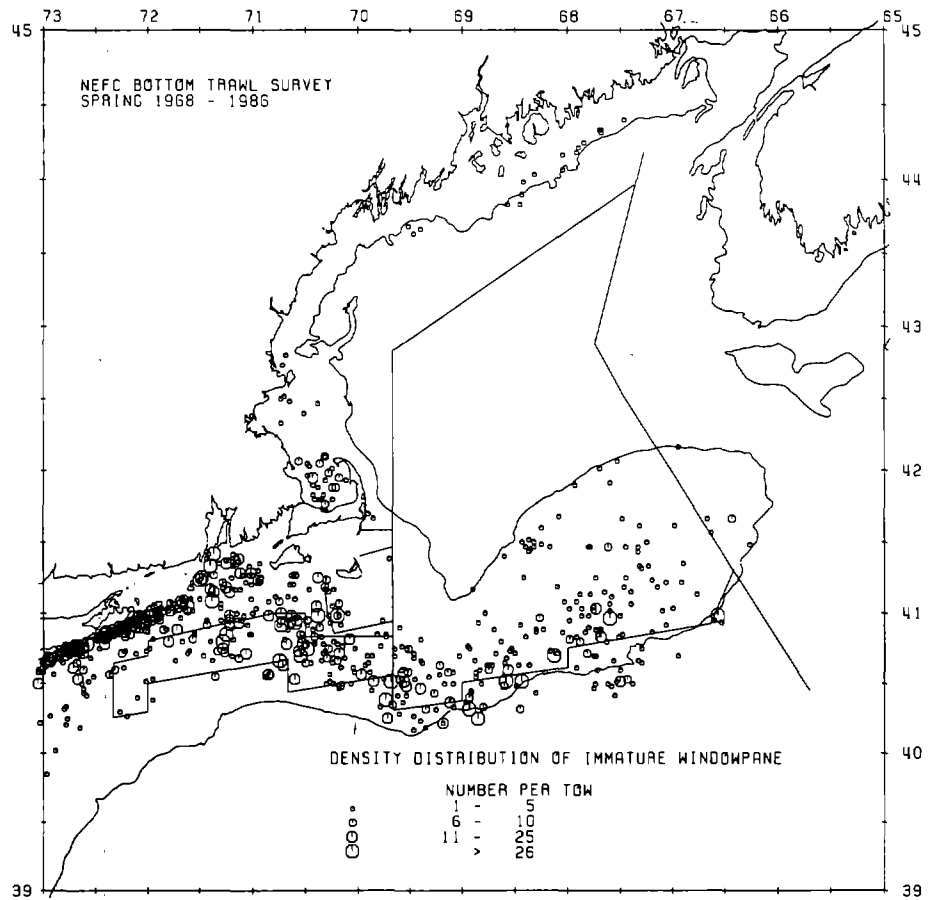 73 72 71 70 69 68 67 66 65
45 45
NEFC BOTTOM TRAWL SURVEY
SPRING 1968 - 1986
44 44
43 43
42 42
41 41
40 40
DENSITY DISTRIBUTION OF IMMATURE WINDOWPANE
NUMBER PER TOW
1 - 5
6 - 10
11 - 25
> 26
39 39